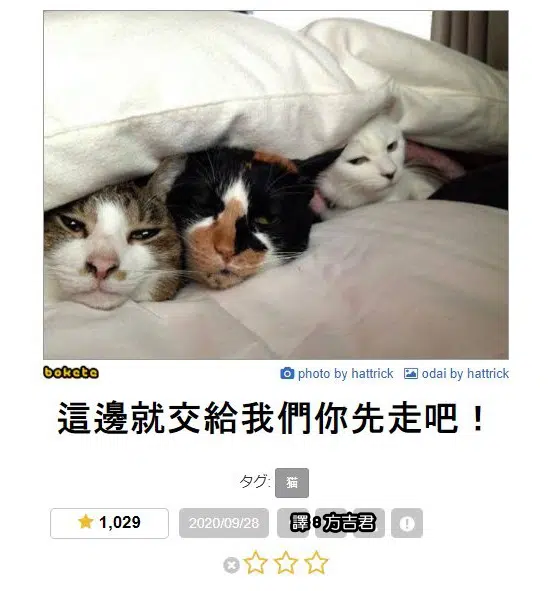 bokete
photo by hattrick odai by hattrick
這邊就交給我們你先走吧！
タグ: 猫
1,029 2020/09/28 譯 8 方吉君